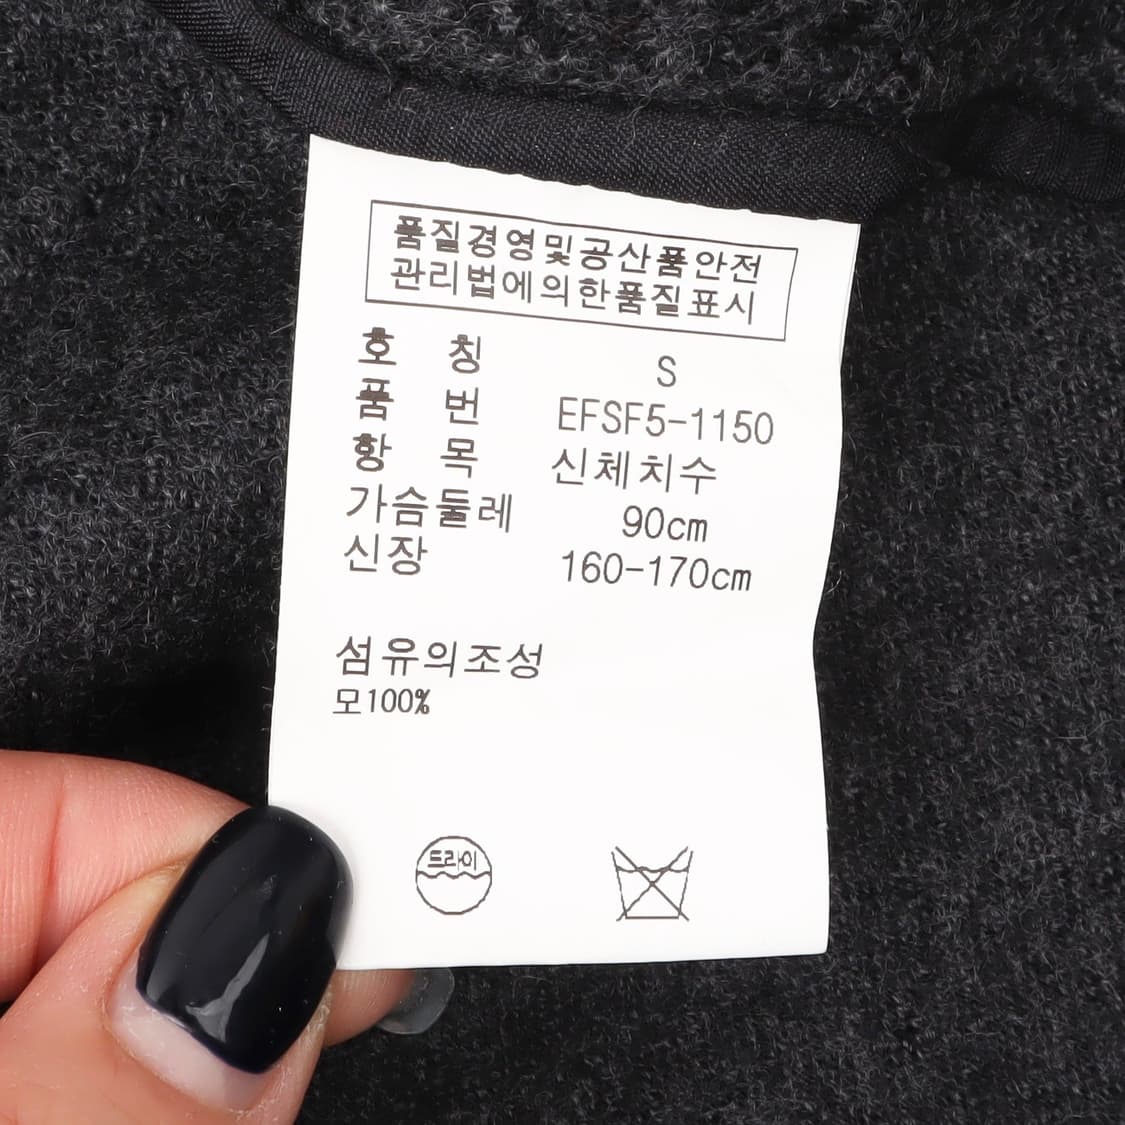 품질경영및공산품안전
관리법에의한품질표시
호 칭 S
품 번 EFSF5-1150
항 목 신체치수
가슴둘레 90cm
신장 160-170cm
섬유의조성
모100%
드라이